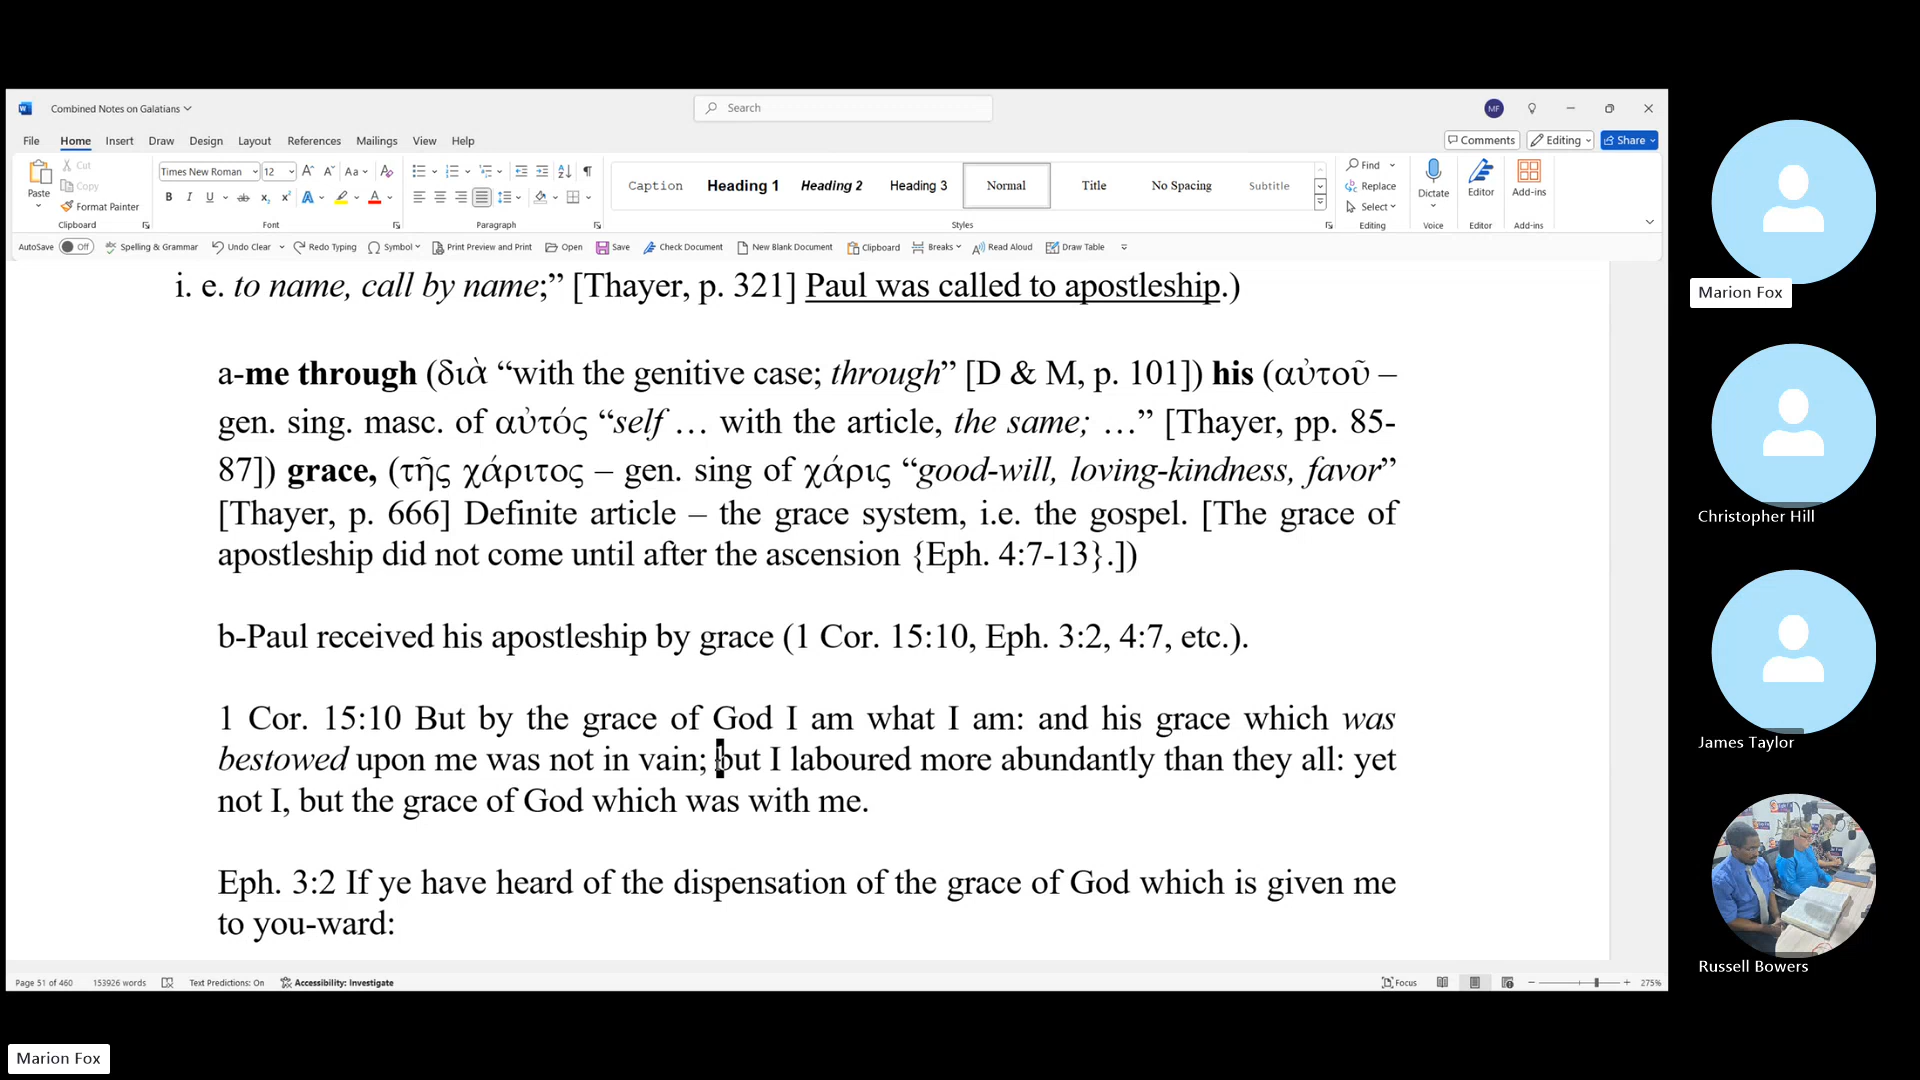 Combined Notes on Galatians
Search
MF
File Home Insert Draw Design Layout References Mailings View Help
Comments Editing Share
Paste Cut Copy Format Painter
Times New Roman 12
Caption Heading 1 Heading 2 Heading 3 Normal Title No Spacing Subtitle
Find Replace Select
Dictate Editor Add-ins
Clipboard Font Paragraph Styles Editing Voice Editor Add-ins
AutoSave Off Spelling & Grammar Undo Clear Redo Typing Symbol Print Preview and Print Open Save Check Document New Blank Document Clipboard Breaks Read Aloud Draw Table
i. e. to name, call by name;” [Thayer, p. 321] Paul was called to apostleship.)
a-me through (διὰ “with the genitive case; through” [D & M, p. 101]) his (αὐτοῦ –
gen. sing. masc. of αὐτός “self … with the article, the same; …” [Thayer, pp. 85-
87]) grace, (τῆς χάριτος – gen. sing of χάρις “good-will, loving-kindness, favor”
[Thayer, p. 666] Definite article – the grace system, i.e. the gospel. [The grace of
apostleship did not come until after the ascension {Eph. 4:7-13}.])
b-Paul received his apostleship by grace (1 Cor. 15:10, Eph. 3:2, 4:7, etc.).
1 Cor. 15:10 But by the grace of God I am what I am: and his grace which was
bestowed upon me was not in vain; but I laboured more abundantly than they all: yet
not I, but the grace of God which was with me.
Eph. 3:2 If ye have heard of the dispensation of the grace of God which is given me
to you-ward:
Page 51 of 460 153926 words Text Predictions: On Accessibility: Investigate Focus 275%
Marion Fox
Christopher Hill
James Taylor
Russell Bowers
Marion Fox